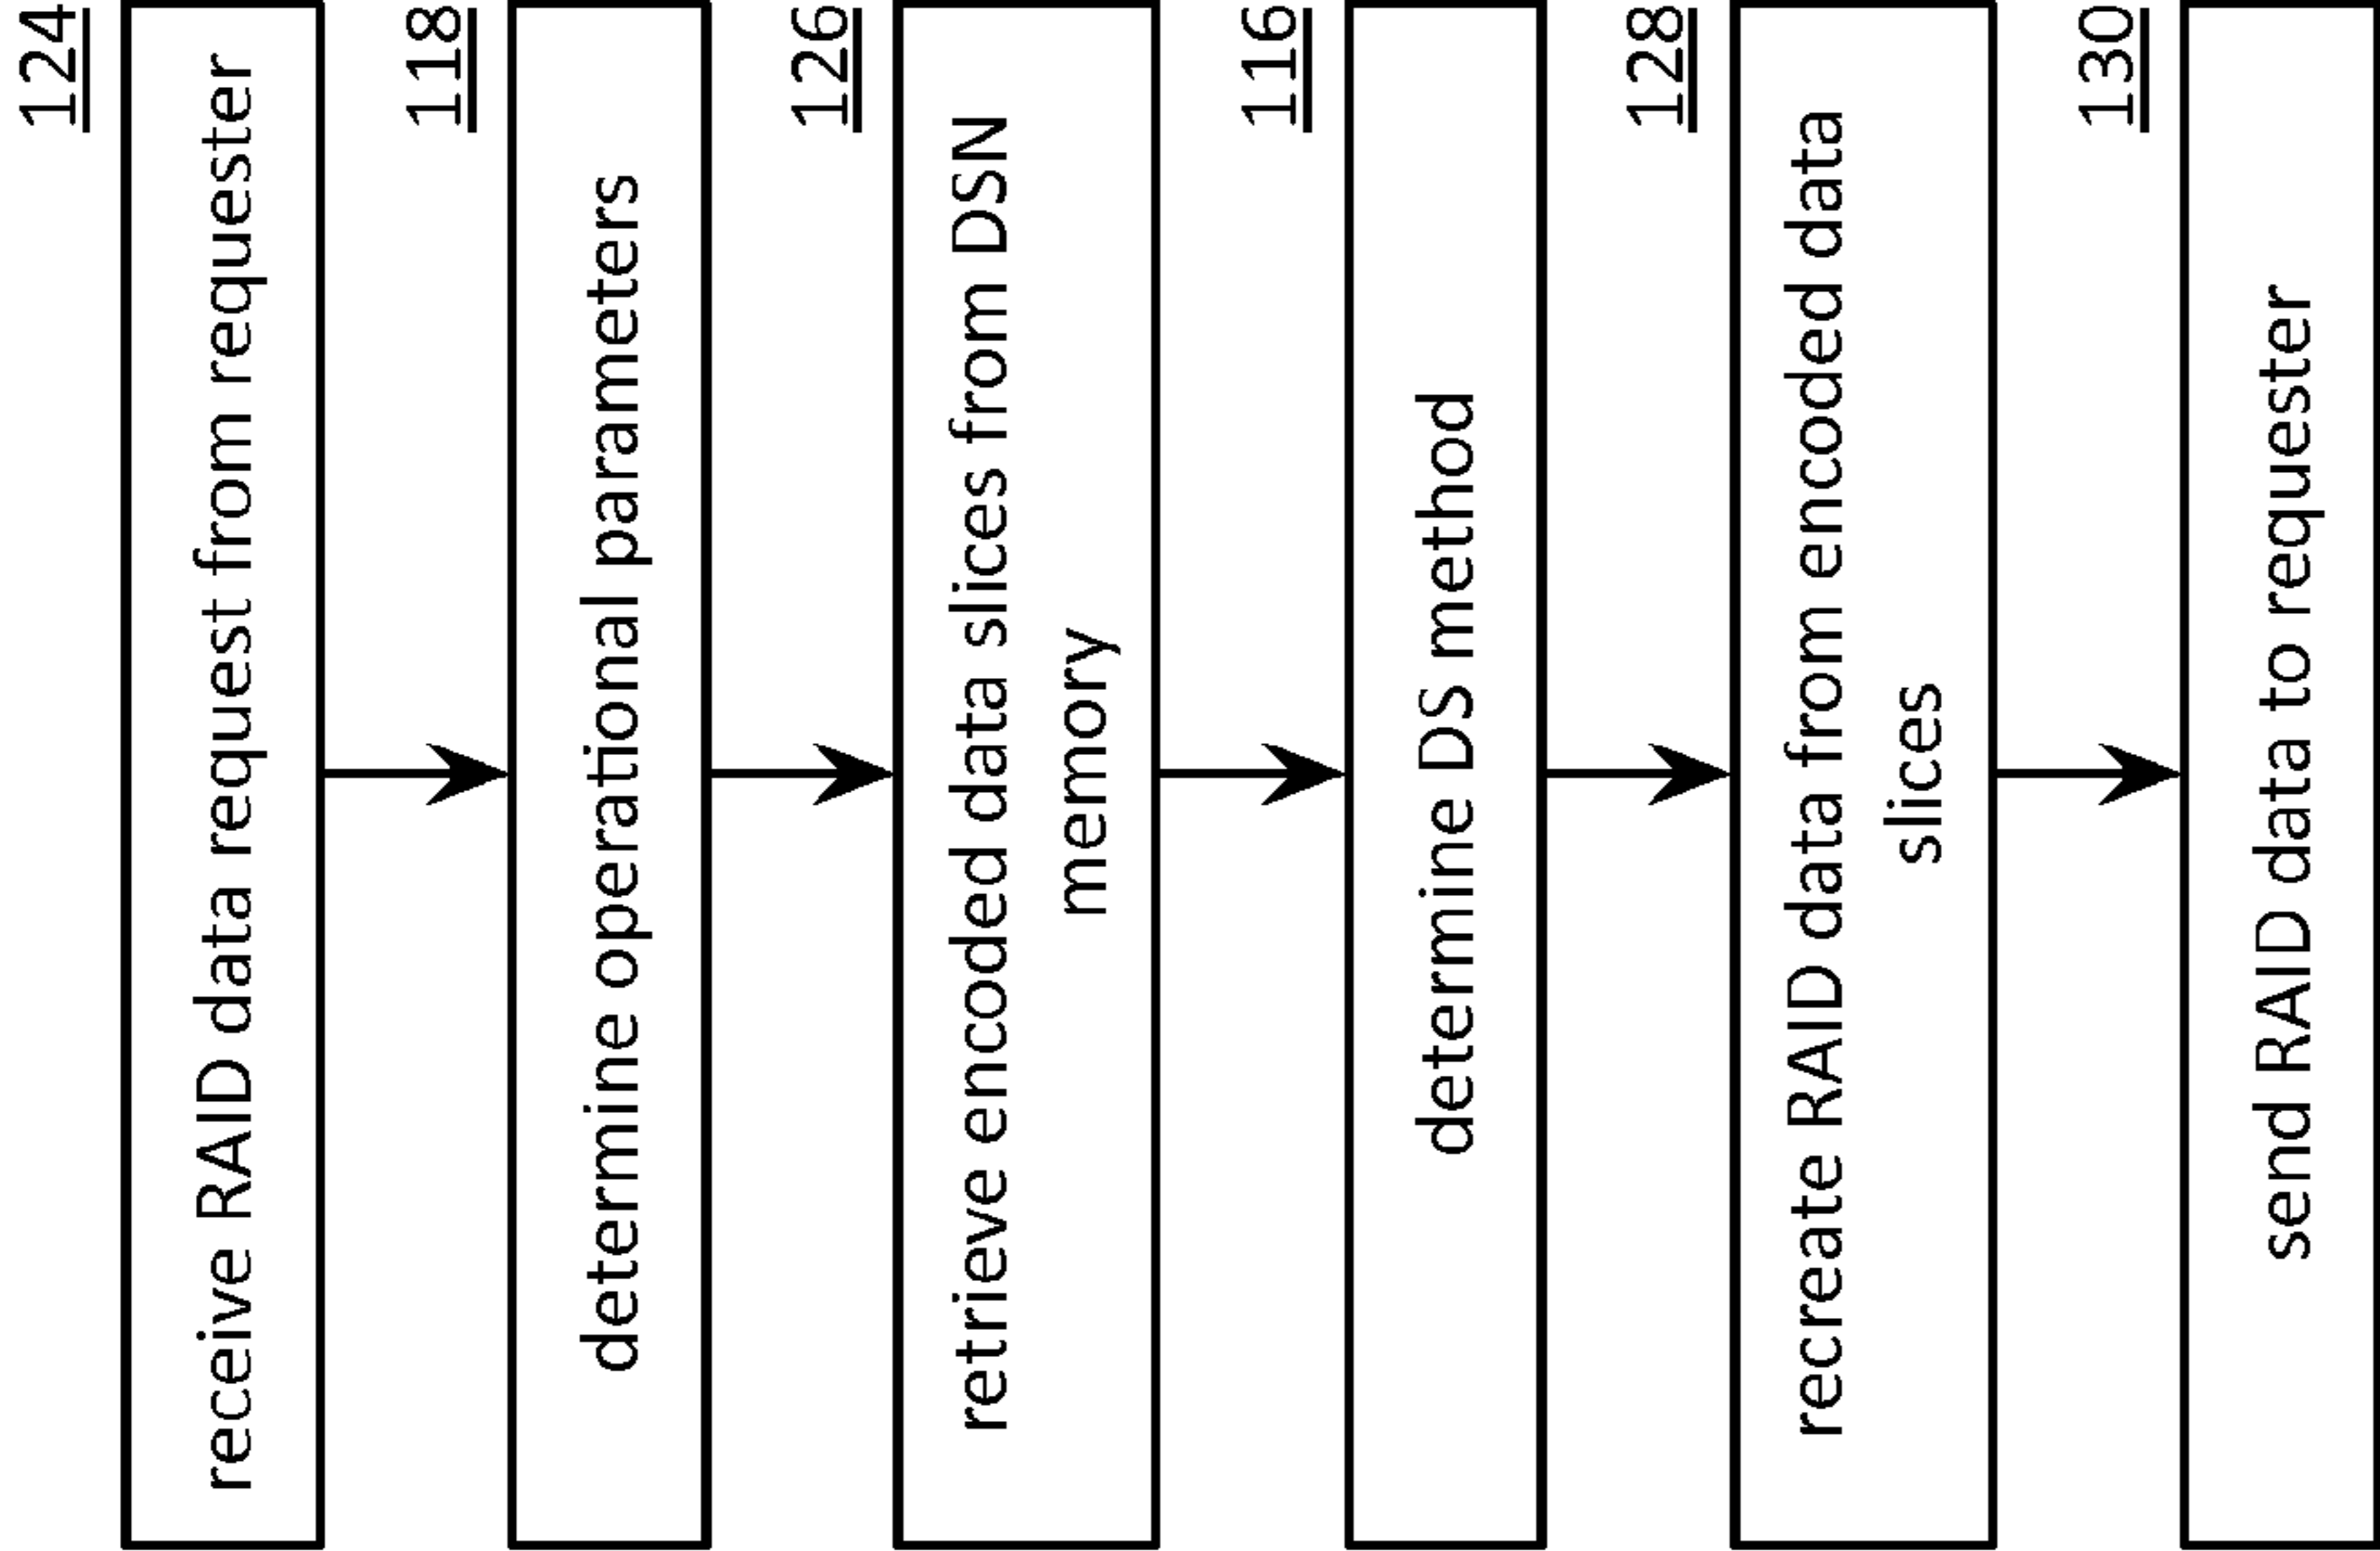 124
receive RAID data request from requester
118
determine operational parameters
126
retrieve encoded data slices from DSN
memory
116
determine DS method
128
recreate RAID data from encoded data
slices
130
send RAID data to requester